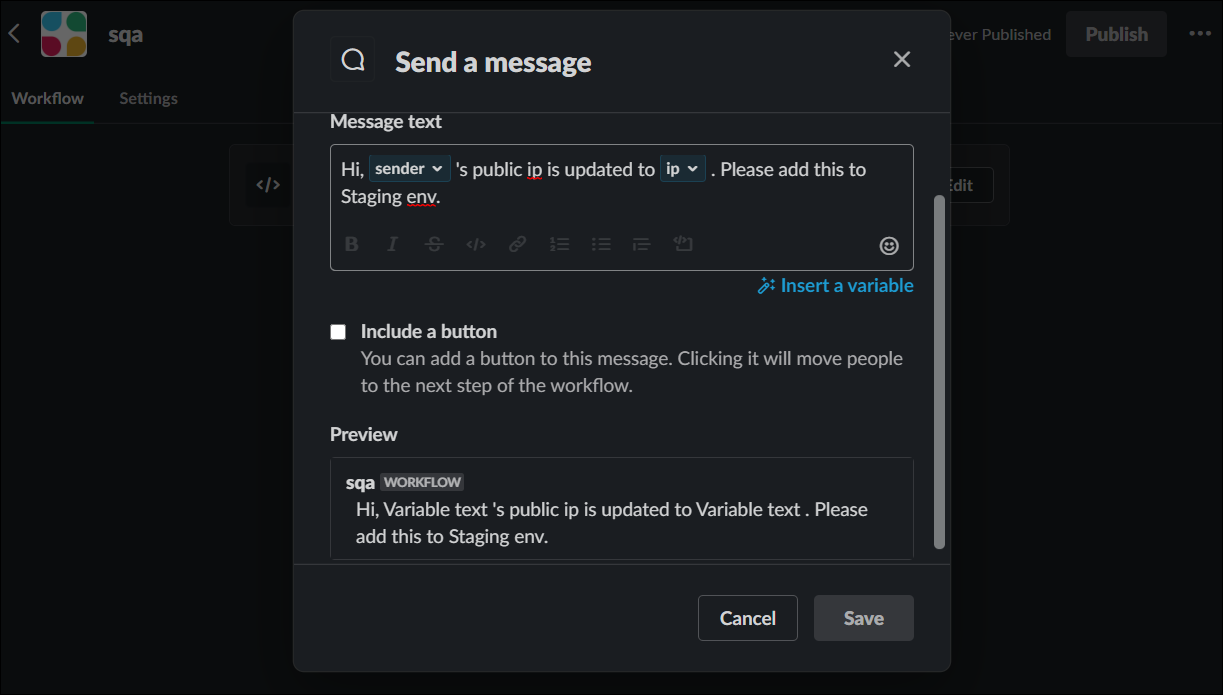 sqa
ever Published
Publish
Workflow
Settings
</>
Edit
Send a message
Message text
Hi, sender 's public ip is updated to ip . Please add this to
Staging env.
B I S </>
Insert a variable
Include a button
You can add a button to this message. Clicking it will move people
to the next step of the workflow.
Preview
sqa WORKFLOW
Hi, Variable text 's public ip is updated to Variable text . Please
add this to Staging env.
Cancel
Save